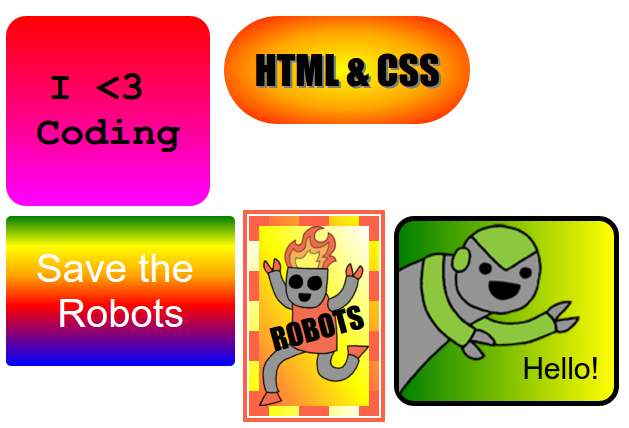 I <3
Coding
HTML & CSS
Save the
Robots
ROBOTS
Hello!